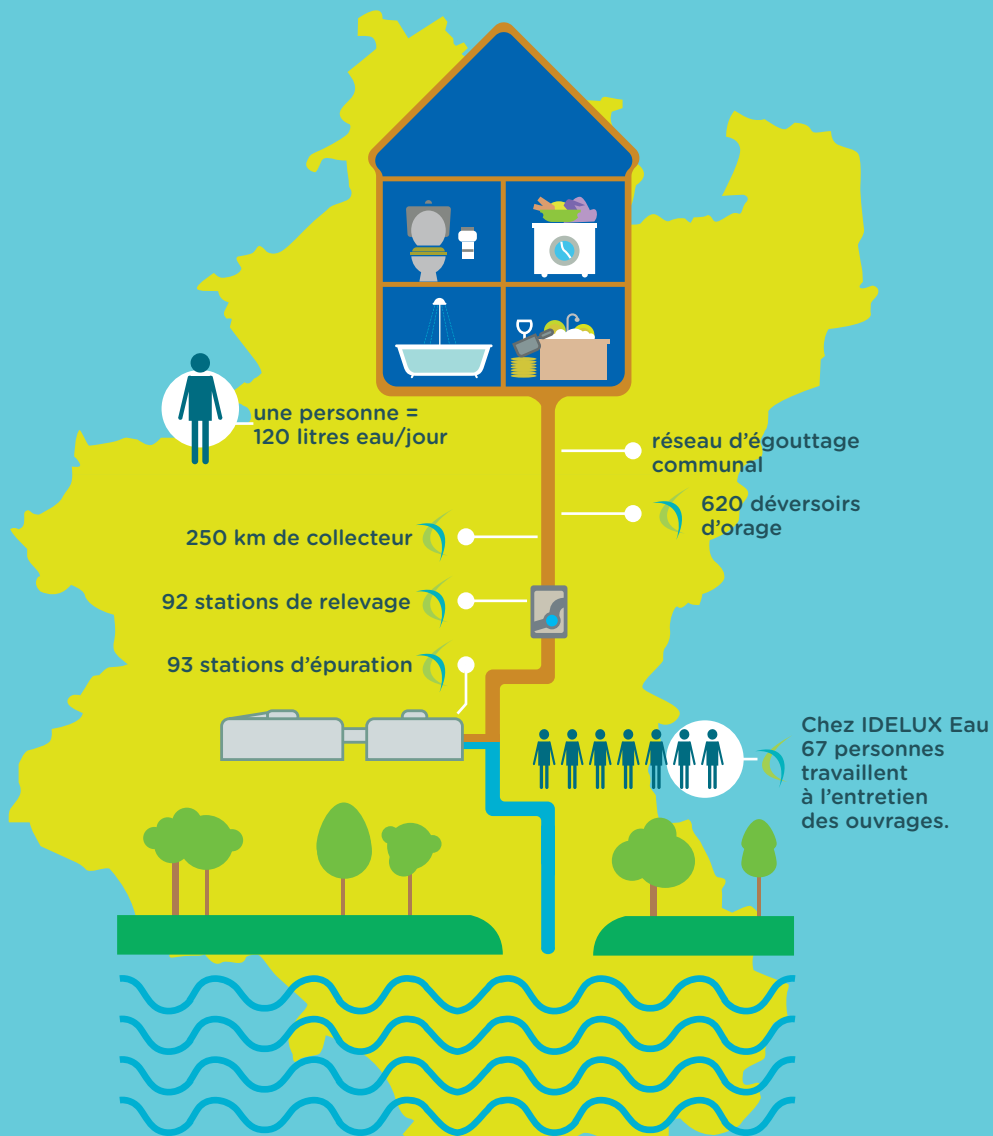 une personne =
120 litres eau/jour
réseau d'égouttage
communal
620 déversoirs
d'orage
250 km de collecteur
92 stations de relevage
93 stations d'épuration
Chez IDELUX Eau
67 personnes
travaillent
à l'entretien
des ouvrages.